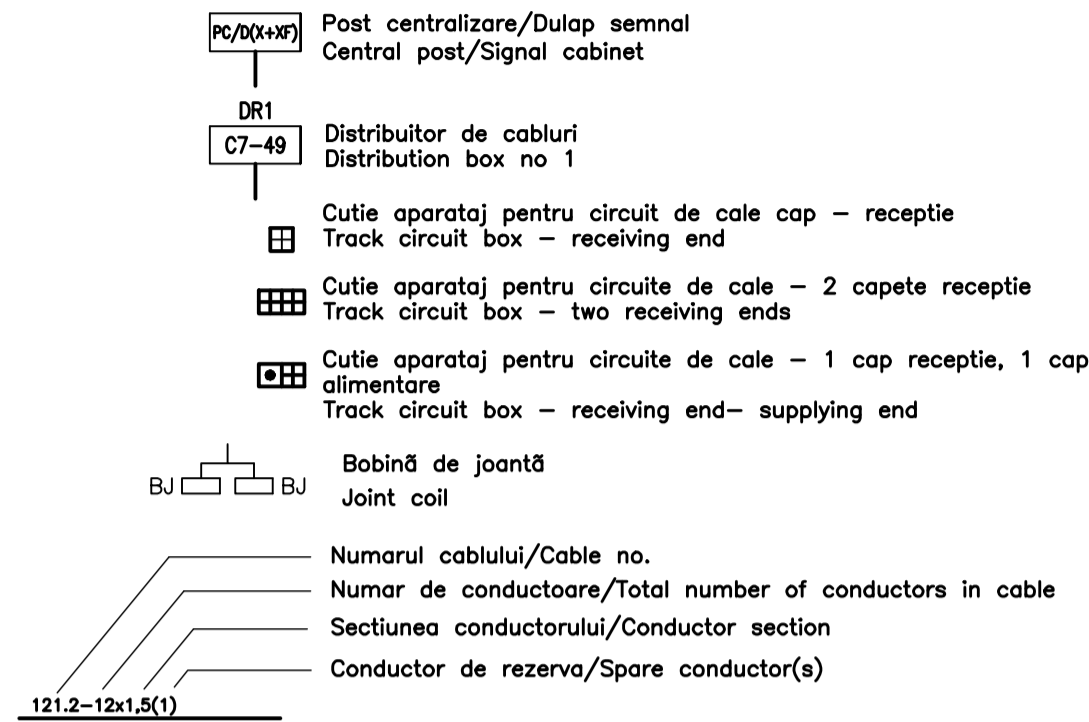 PC/D(X+XF)
Post centralizare/Dulap semnal
Central post/Signal cabinet
DR1
C7-49
Distribuitor de cabluri
Distribution box no 1
Cutie aparataj pentru circuit de cale cap - receptie
Track circuit box - receiving end
Cutie aparataj pentru circuite de cale - 2 capete receptie
Track circuit box - two receiving ends
Cutie aparataj pentru circuite de cale - 1 cap receptie, 1 cap
alimentare
Track circuit box - receiving end- supplying end
BJ BJ
Bobinã de joantã
Joint coil
Numarul cablului/Cable no.
Numar de conductoare/Total number of conductors in cable
Sectiunea conductorului/Conductor section
Conductor de rezerva/Spare conductor(s)
121.2-12x1,5(1)